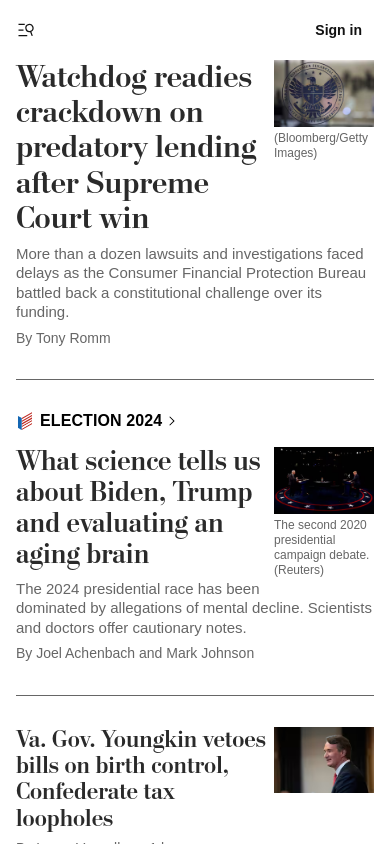 Sign in
Watchdog readies
crackdown on
predatory lending
after Supreme
Court win
(Bloomberg/Getty
Images)
More than a dozen lawsuits and investigations faced
delays as the Consumer Financial Protection Bureau
battled back a constitutional challenge over its
funding.
By Tony Romm
ELECTION 2024
What science tells us
about Biden, Trump
and evaluating an
aging brain
The second 2020
presidential
campaign debate.
(Reuters)
The 2024 presidential race has been
dominated by allegations of mental decline. Scientists
and doctors offer cautionary notes.
By Joel Achenbach and Mark Johnson
Va. Gov. Youngkin vetoes
bills on birth control,
Confederate tax
loopholes